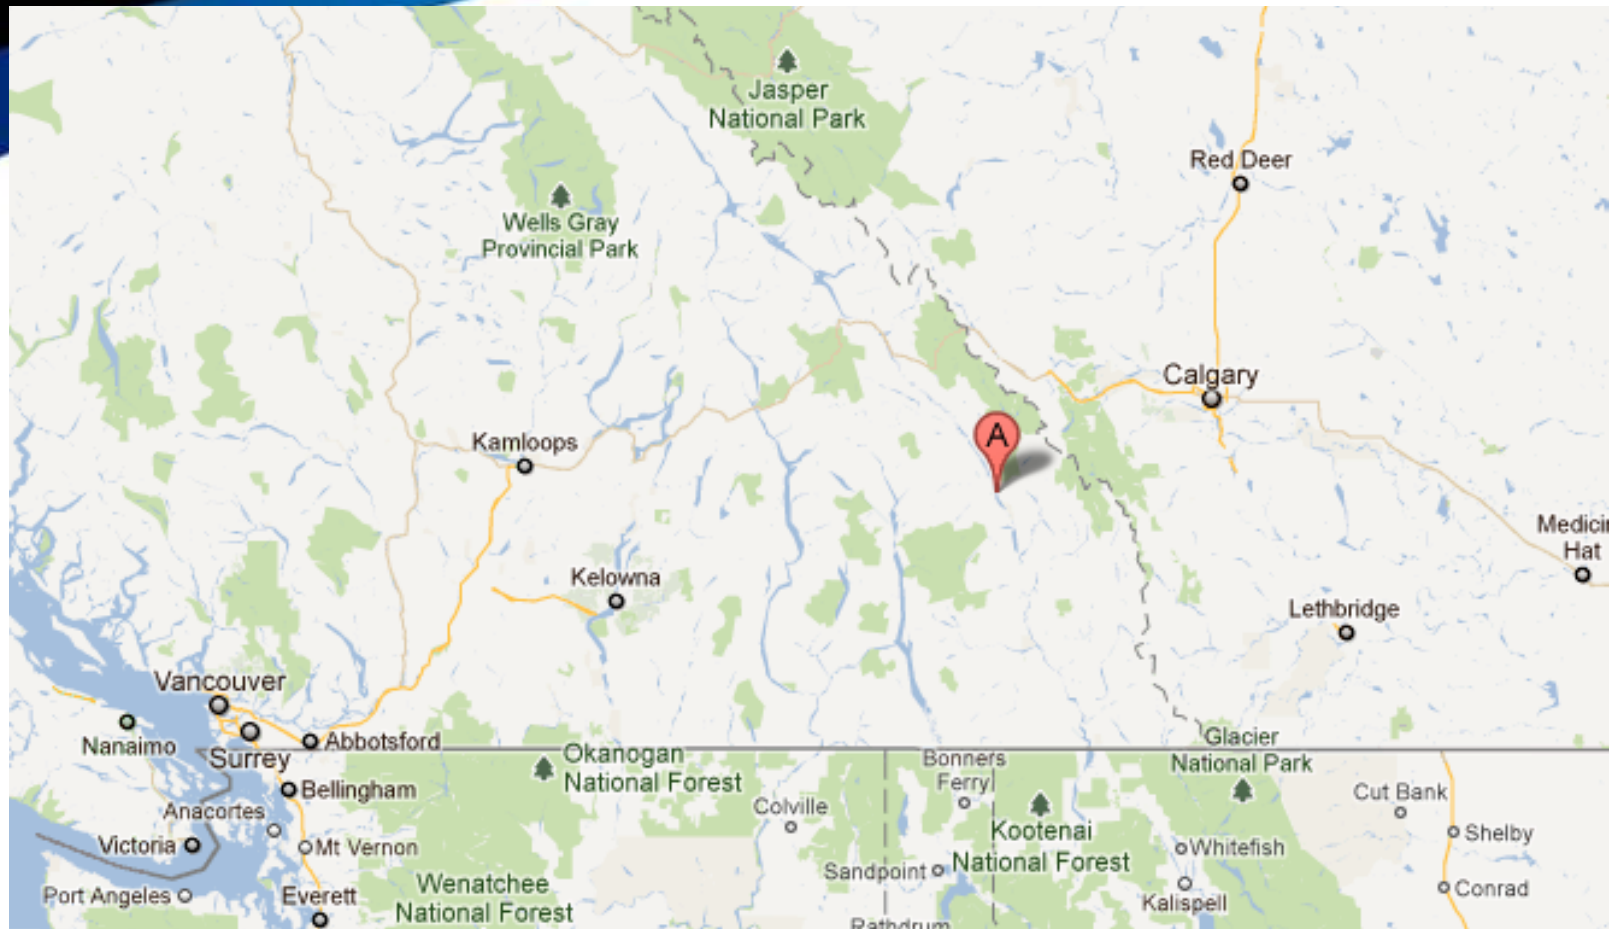 Jasper
National Park
Red Deer
Wells Gray
Provincial Park
Calgary
A
Kamloops
Medicin
Hat
Kelowna
Lethbridge
Vancouver
Nanaimo
Surrey
Abbotsford
Okanogan
National Forest
Glacier
National Park
Bonners
Ferry
Bellingham
Anacortes
Colville
Cut Bank
Kootenai
National Forest
Shelby
Victoria
Mt Vernon
Whitefish
Sandpoint
Port Angeles
Everett
Wenatchee
National Forest
Kalispell
Conrad
Rathdrum